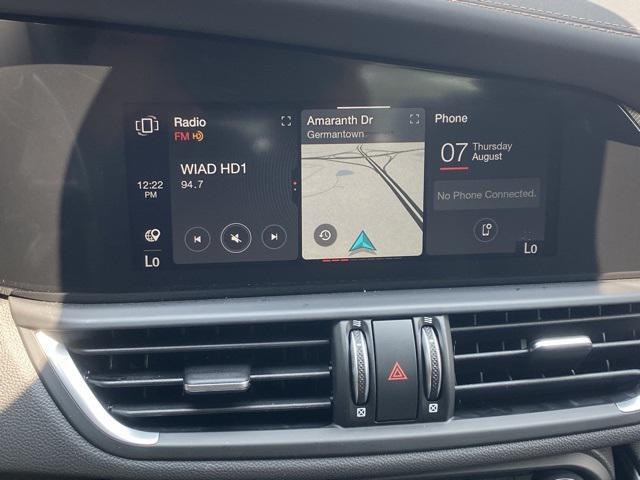 Radio
FM HD
WIAD HD1
94.7
12:22
PM
Lo
Amaranth Dr
Germantown
Phone
07 Thursday
August
No Phone Connected.
Lo